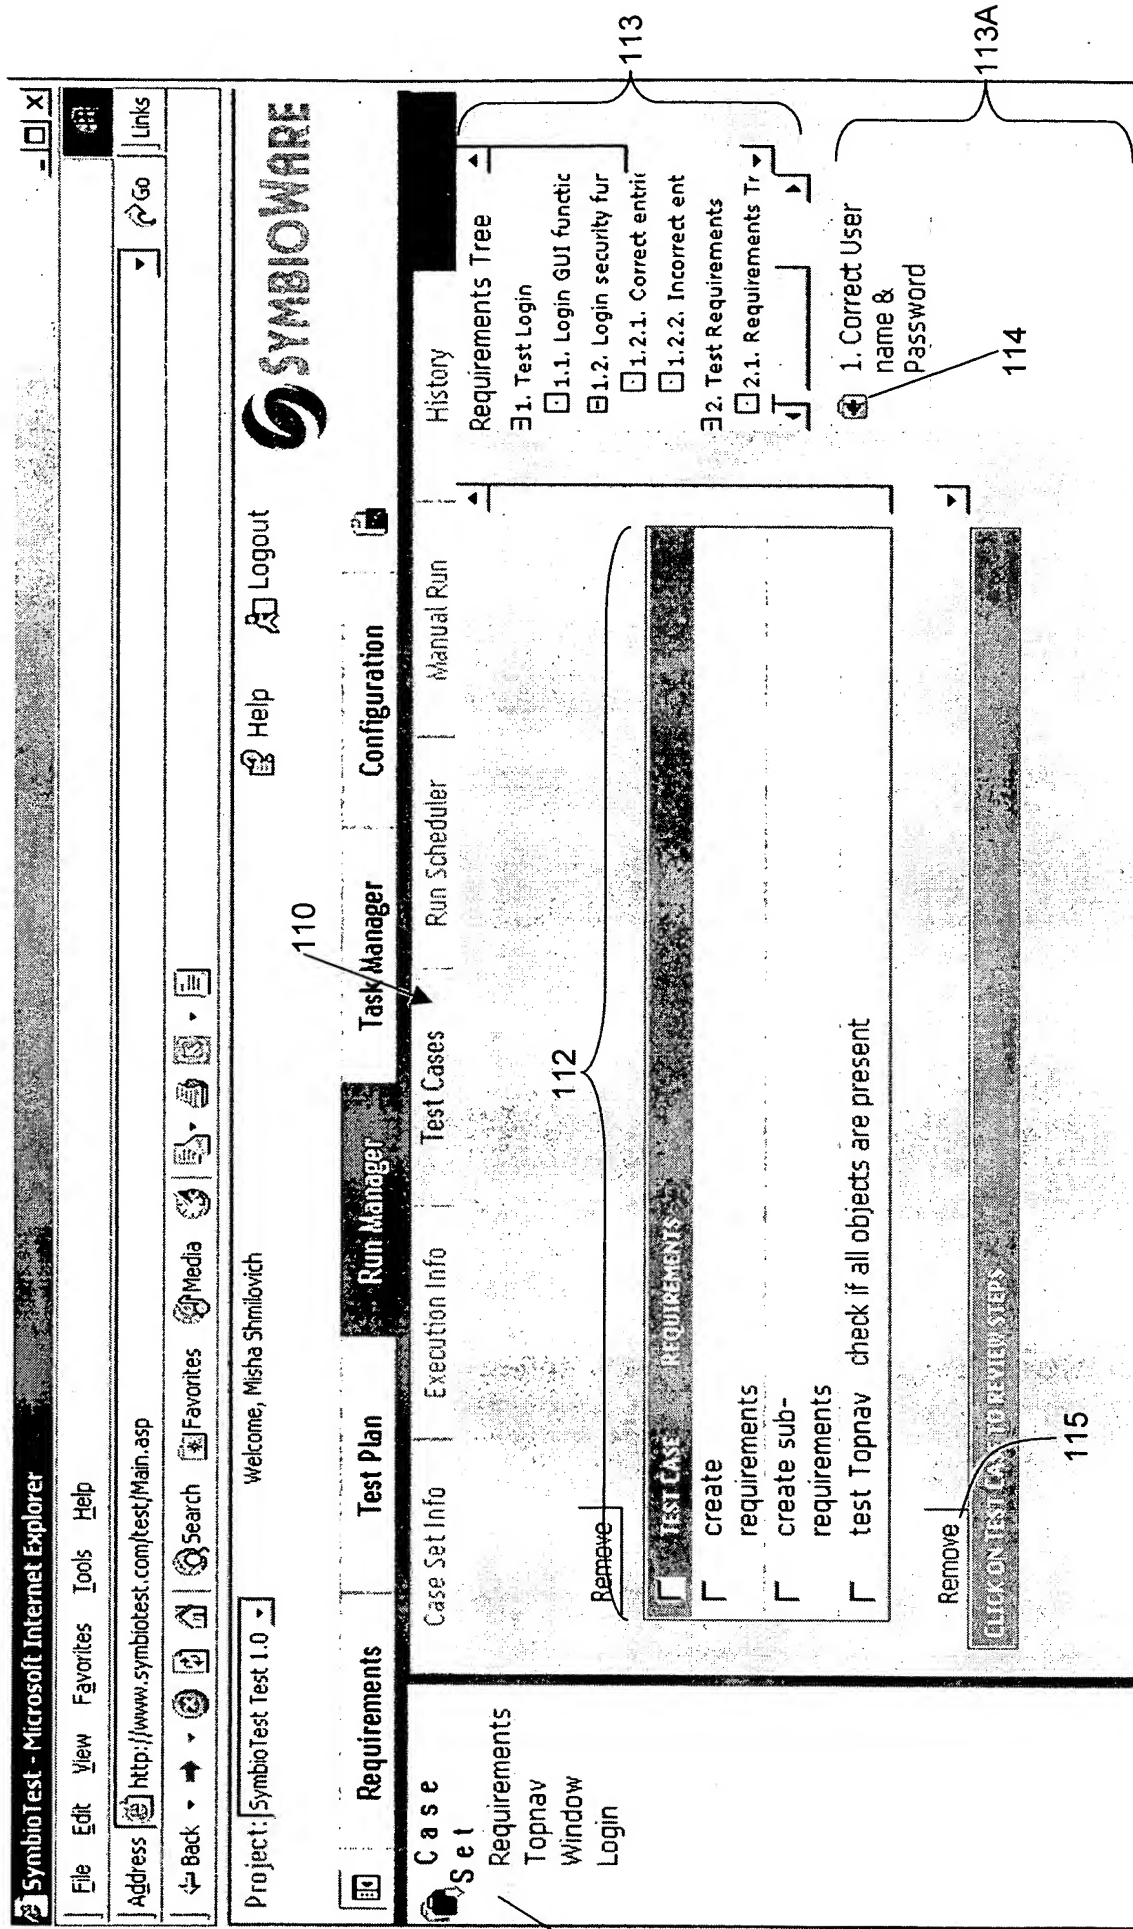 SymbioTest - Microsoft Internet Explorer
File Edit View Favorites Tools Help
Address http://www.symbiotest.com/test/Main.asp Go Links
Back Search Favorites Media
Project: SymbioTest Test 1.0 Welcome, Misha Shmilovich Help Logout SYMBIOWARE
Requirements Test Plan Run Manager Task Manager Configuration
110
Case Set Info Execution Info Test Cases Run Scheduler Manual Run History
Case
Set
Requirements
Topnav
Window
Login
112
Remove
TEST CASE REQUIREMENTS
create
requirements
create sub-
requirements
test Topnav check if all objects are present
Remove
CLICK ON TEST CASE TO REVIEW STEPS
115
Requirements Tree
1. Test Login
1.1. Login GUI functic
1.2. Login security fur
1.2.1. Correct entrie
1.2.2. Incorrect ent
2. Test Requirements
2.1. Requirements Tr
113
1. Correct User
name &
Password
114
113A